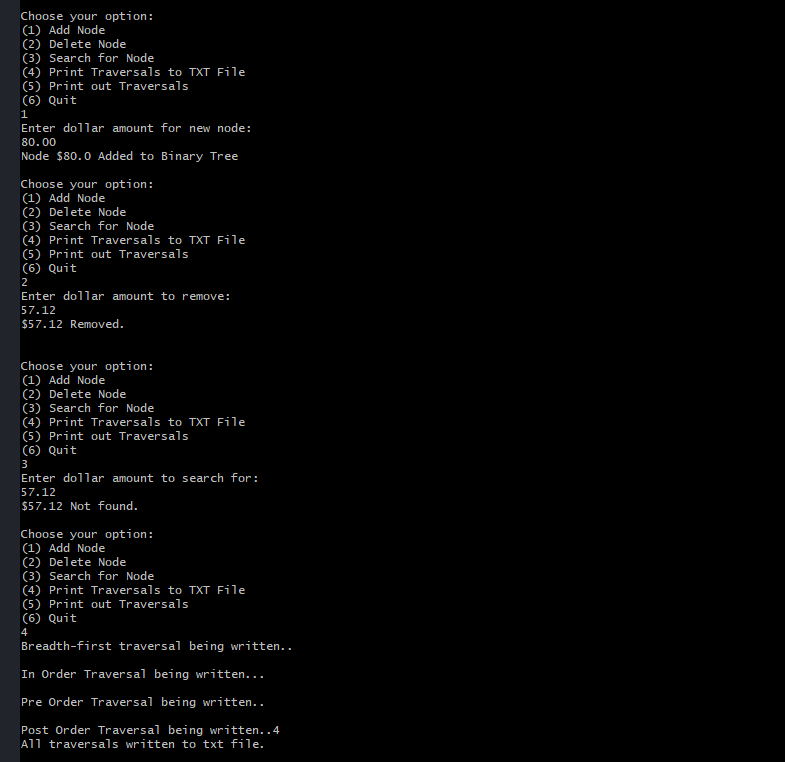 Choose your option:
(1) Add Node
(2) Delete Node
(3) Search for Node
(4) Print Traversals to TXT File
(5) Print out Traversals
(6) Quit
1
Enter dollar amount for new node:
80.00
Node $80.0 Added to Binary Tree
Choose your option:
(1) Add Node
(2) Delete Node
(3) Search for Node
(4) Print Traversals to TXT File
(5) Print out Traversals
(6) Quit
2
Enter dollar amount to remove:
57.12
$57.12 Removed.
Choose your option:
(1) Add Node
(2) Delete Node
(3) Search for Node
(4) Print Traversals to TXT File
(5) Print out Traversals
(6) Quit
3
Enter dollar amount to search for:
57.12
$57.12 Not found.
Choose your option:
(1) Add Node
(2) Delete Node
(3) Search for Node
(4) Print Traversals to TXT File
(5) Print out Traversals
(6) Quit
4
Breadth-first traversal being written..
In Order Traversal being written...
Pre Order Traversal being written..
Post Order Traversal being written..4
All traversals written to txt file.